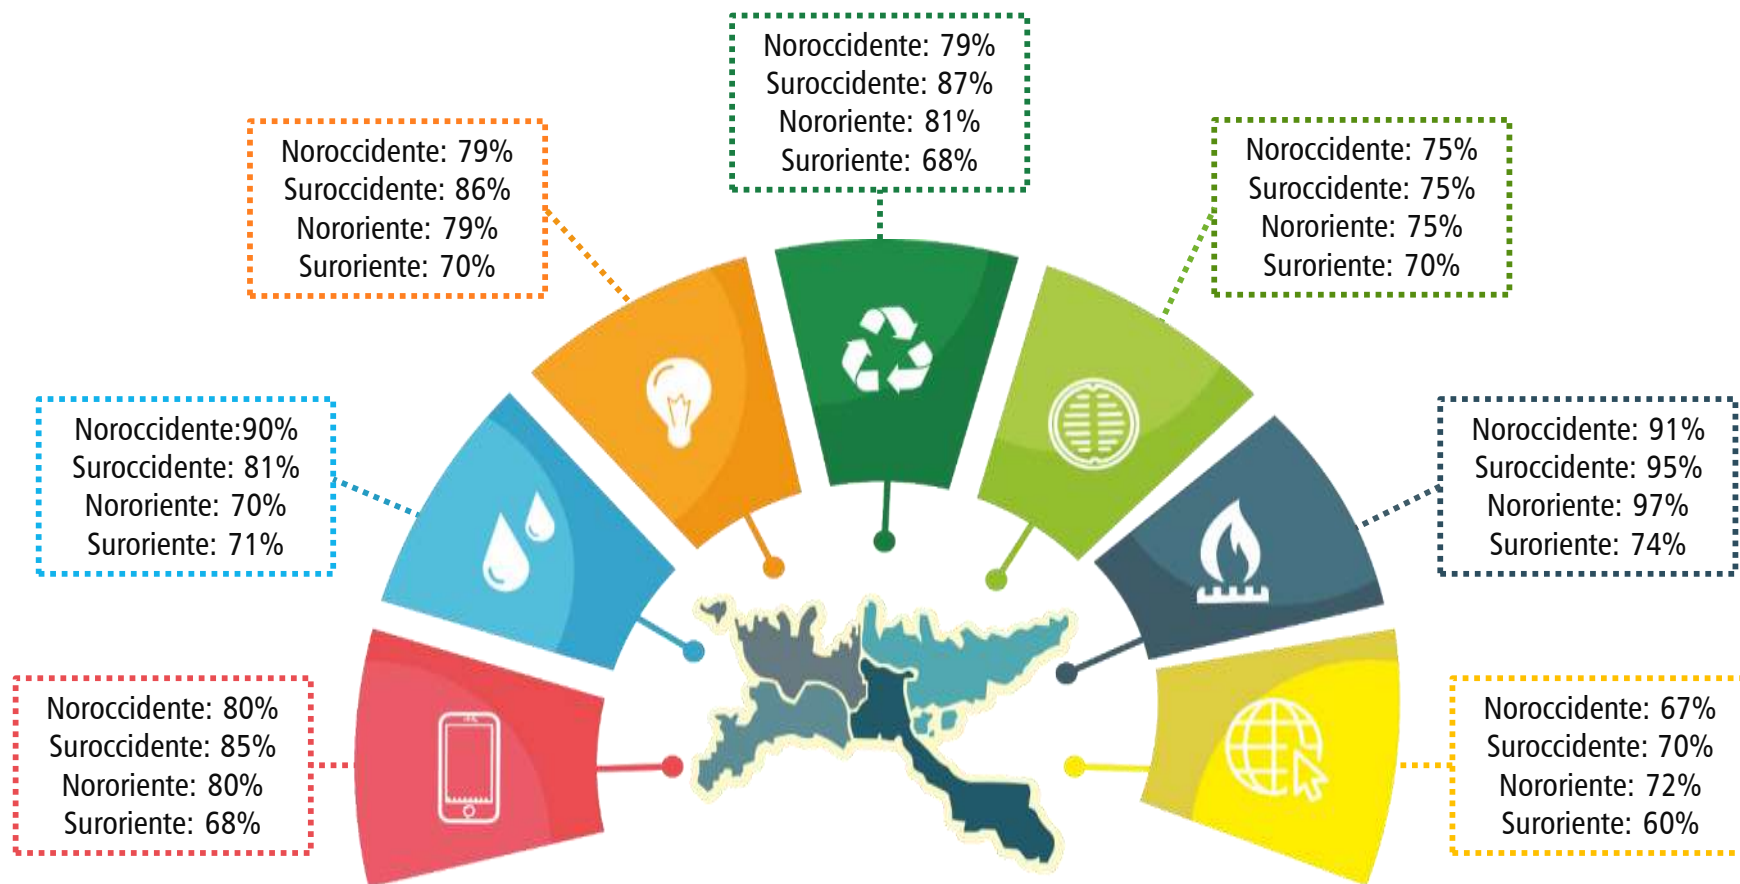 Noroccidente: 79%
Suroccidente: 87%
Nororiente: 81%
Suroriente: 68%
Noroccidente: 79%
Suroccidente: 86%
Nororiente: 79%
Suroriente: 70%
Noroccidente: 75%
Suroccidente: 75%
Nororiente: 75%
Suroriente: 70%
Noroccidente:90%
Suroccidente: 81%
Nororiente: 70%
Suroriente: 71%
Noroccidente: 91%
Suroccidente: 95%
Nororiente: 97%
Suroriente: 74%
Noroccidente: 80%
Suroccidente: 85%
Nororiente: 80%
Suroriente: 68%
Noroccidente: 67%
Suroccidente: 70%
Nororiente: 72%
Suroriente: 60%